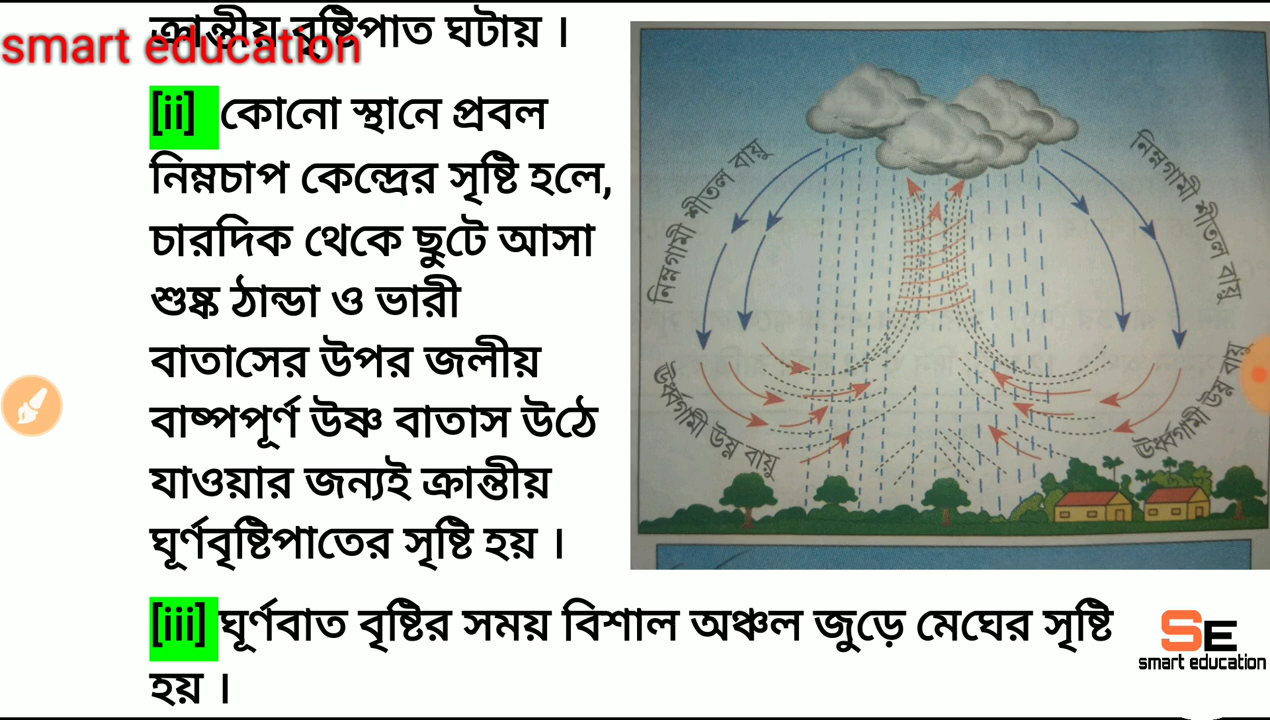 ক্রান্তীয় বৃষ্টিপাত ঘটায় ।
smart education
[ii] কোনো স্থানে প্রবল
নিম্নচাপ কেন্দ্রের সৃষ্টি হলে,
চারদিক থেকে ছুটে আসা
শুষ্ক ঠান্ডা ও ভারী
বাতাসের উপর জলীয়
বাষ্পপূর্ণ উষ্ণ বাতাস উঠে
যাওয়ার জন্যই ক্রান্তীয়
ঘূর্ণবৃষ্টিপাতের সৃষ্টি হয় ।
নিম্নগামী শীতল বায়ু
নিম্নগামী শীতল বায়ু
ঊর্ধ্বগামী উষ্ণ বায়ু
ঊর্ধ্বগামী উষ্ণ বায়ু
[iii] ঘূর্ণবাত বৃষ্টির সময় বিশাল অঞ্চল জুড়ে মেঘের সৃষ্টি
হয় ।
SE
smart education